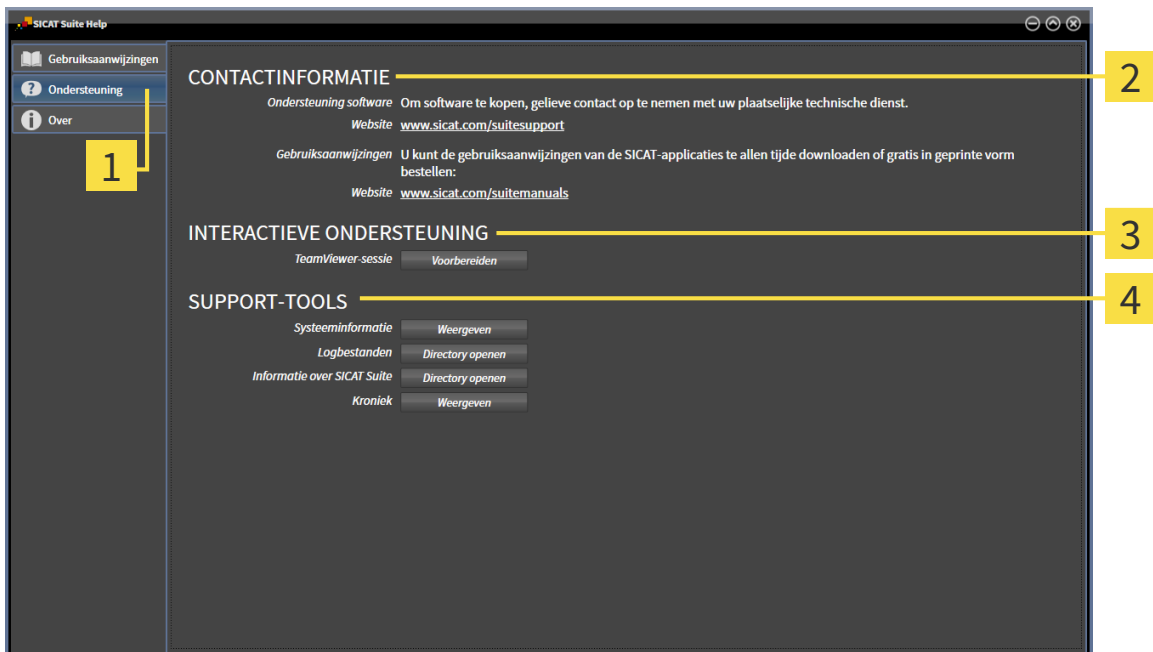 SICAT Suite Help
Gebruiksaanwijzingen
Ondersteuning
Over
1
CONTACTINFORMATIE
2
Ondersteuning software Om software te kopen, gelieve contact op te nemen met uw plaatselijke technische dienst.
Website www.sicat.com/suitesupport
Gebruiksaanwijzingen U kunt de gebruiksaanwijzingen van de SICAT-applicaties te allen tijde downloaden of gratis in geprinte vorm
bestellen:
Website www.sicat.com/suitemanuals
INTERACTIEVE ONDERSTEUNING
3
TeamViewer-sessie Voorbereiden
SUPPORT-TOOLS
4
Systeeminformatie Weergeven
Logbestanden Directory openen
Informatie over SICAT Suite Directory openen
Kroniek Weergeven